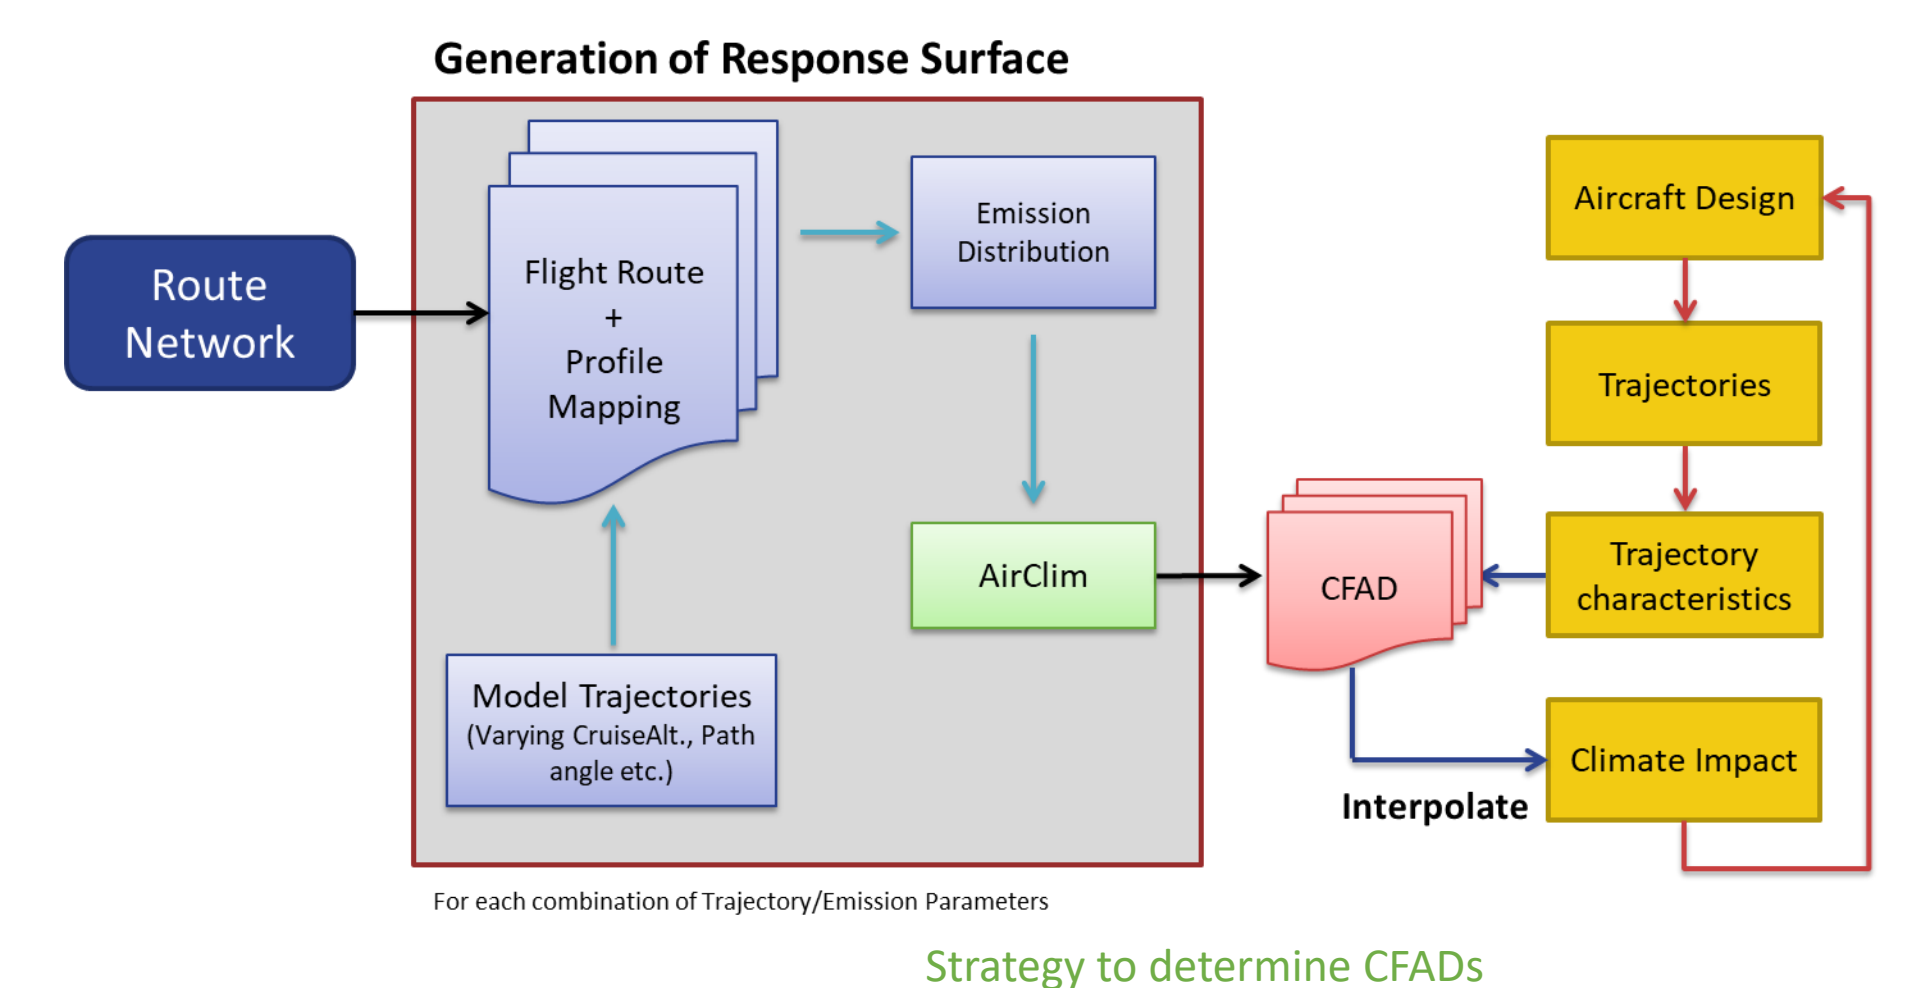 Generation of Response Surface
Route
Network
Flight Route
+
Profile
Mapping
Emission
Distribution
Model Trajectories
(Varying CruiseAlt., Path
angle etc.)
AirClim
CFAD
Aircraft Design
Trajectories
Trajectory
characteristics
Climate Impact
Interpolate
For each combination of Trajectory/Emission Parameters
Strategy to determine CFADs